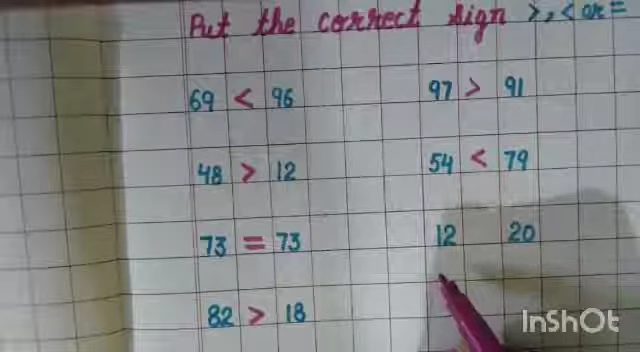 Put the correct sign >, < or =
69 < 96 97 > 91
48 > 12 54 < 79
73 = 73 12 20
82 > 18
InShOt